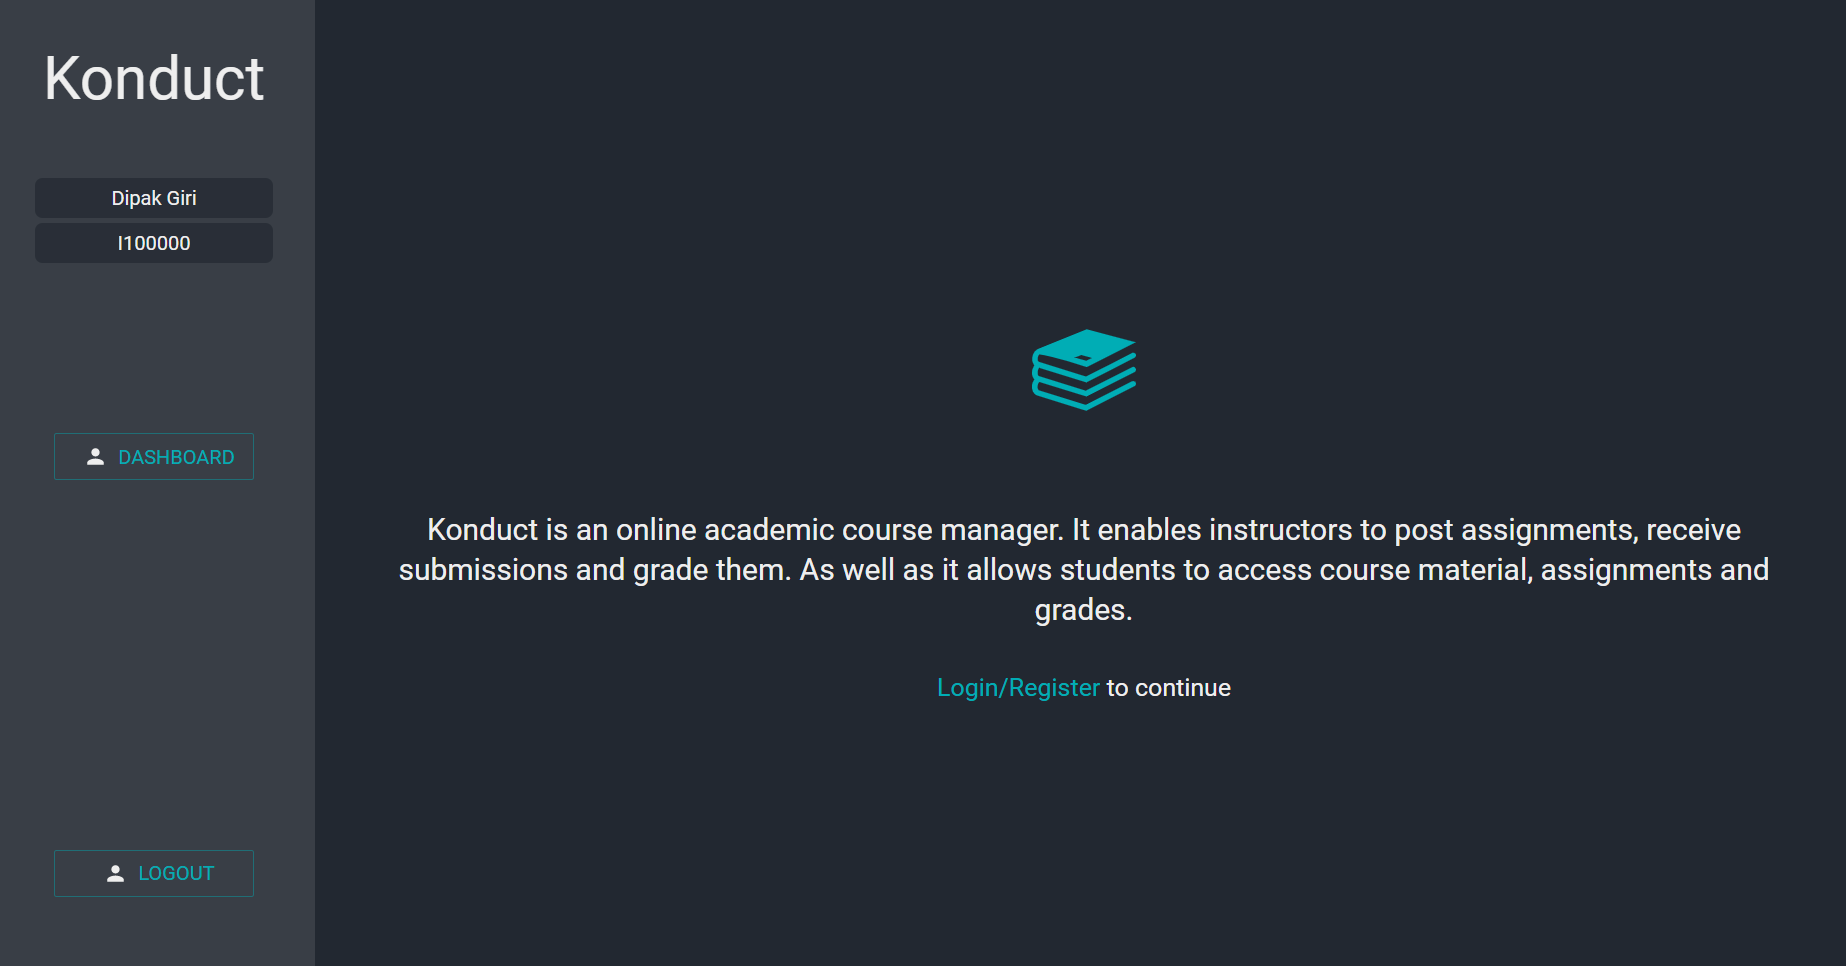 Konduct
Dipak Giri
I100000
DASHBOARD
LOGOUT
Konduct is an online academic course manager. It enables instructors to post assignments, receive
submissions and grade them. As well as it allows students to access course material, assignments and
grades.
Login/Register to continue